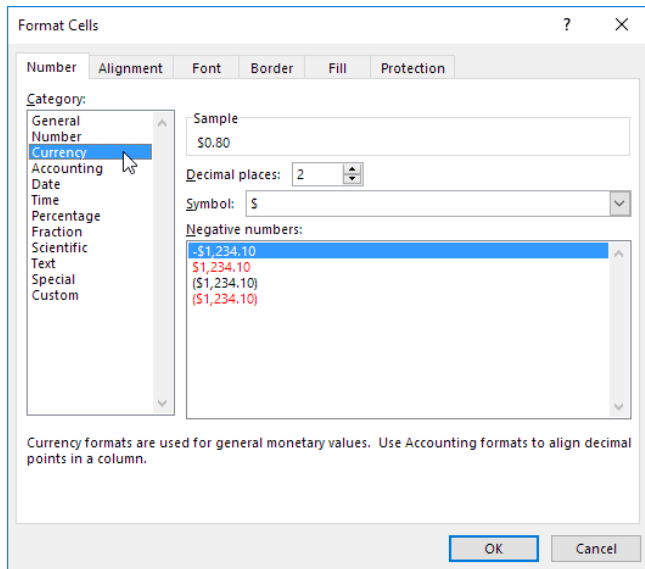 Format Cells
?
Number Alignment Font Border Fill Protection
Category:
General
Number
Currency
Accounting
Date
Time
Percentage
Fraction
Scientific
Text
Special
Custom
Sample
$0.80
Decimal places: 2
Symbol: $
Negative numbers:
-$1,234.10
$1,234.10
($1,234.10)
($1,234.10)
Currency formats are used for general monetary values. Use Accounting formats to align decimal
points in a column.
OK Cancel